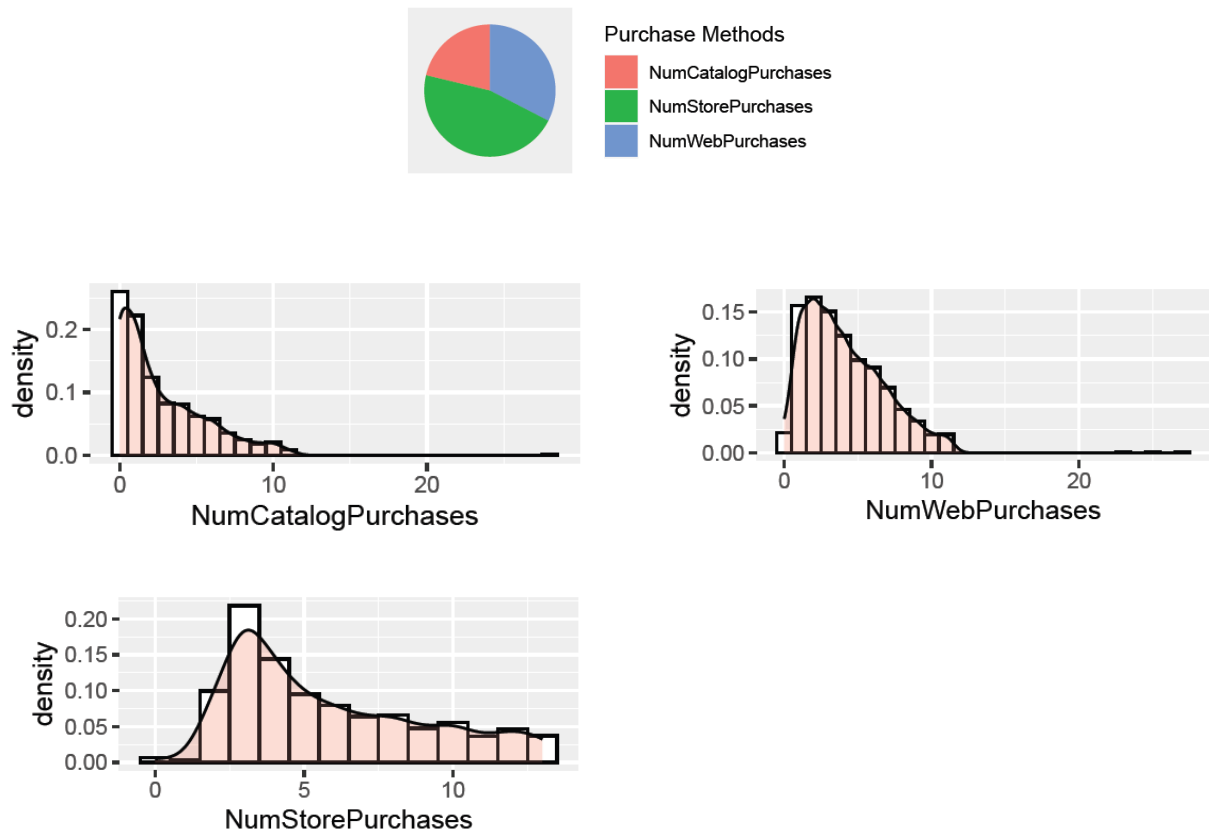 Purchase Methods
NumCatalogPurchases
NumStorePurchases
NumWebPurchases
density
0.2
0.1
0.0
0
10
20
NumCatalogPurchases
density
0.15
0.10
0.05
0.00
0
10
20
NumWebPurchases
density
0.20
0.15
0.10
0.05
0.00
0
5
10
NumStorePurchases